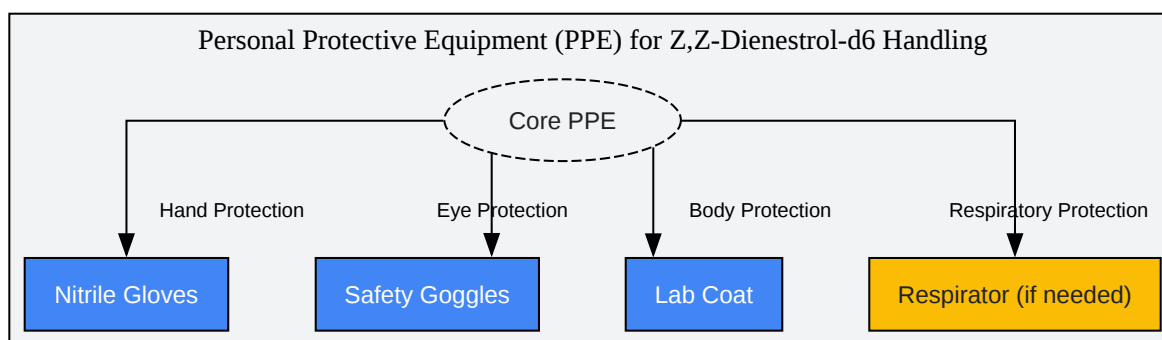 Personal Protective Equipment (PPE) for Z,Z-Dienestrol-d6 Handling
Core PPE
Hand Protection
Eye Protection
Body Protection
Respiratory Protection
Nitrile Gloves
Safety Goggles
Lab Coat
Respirator (if needed)